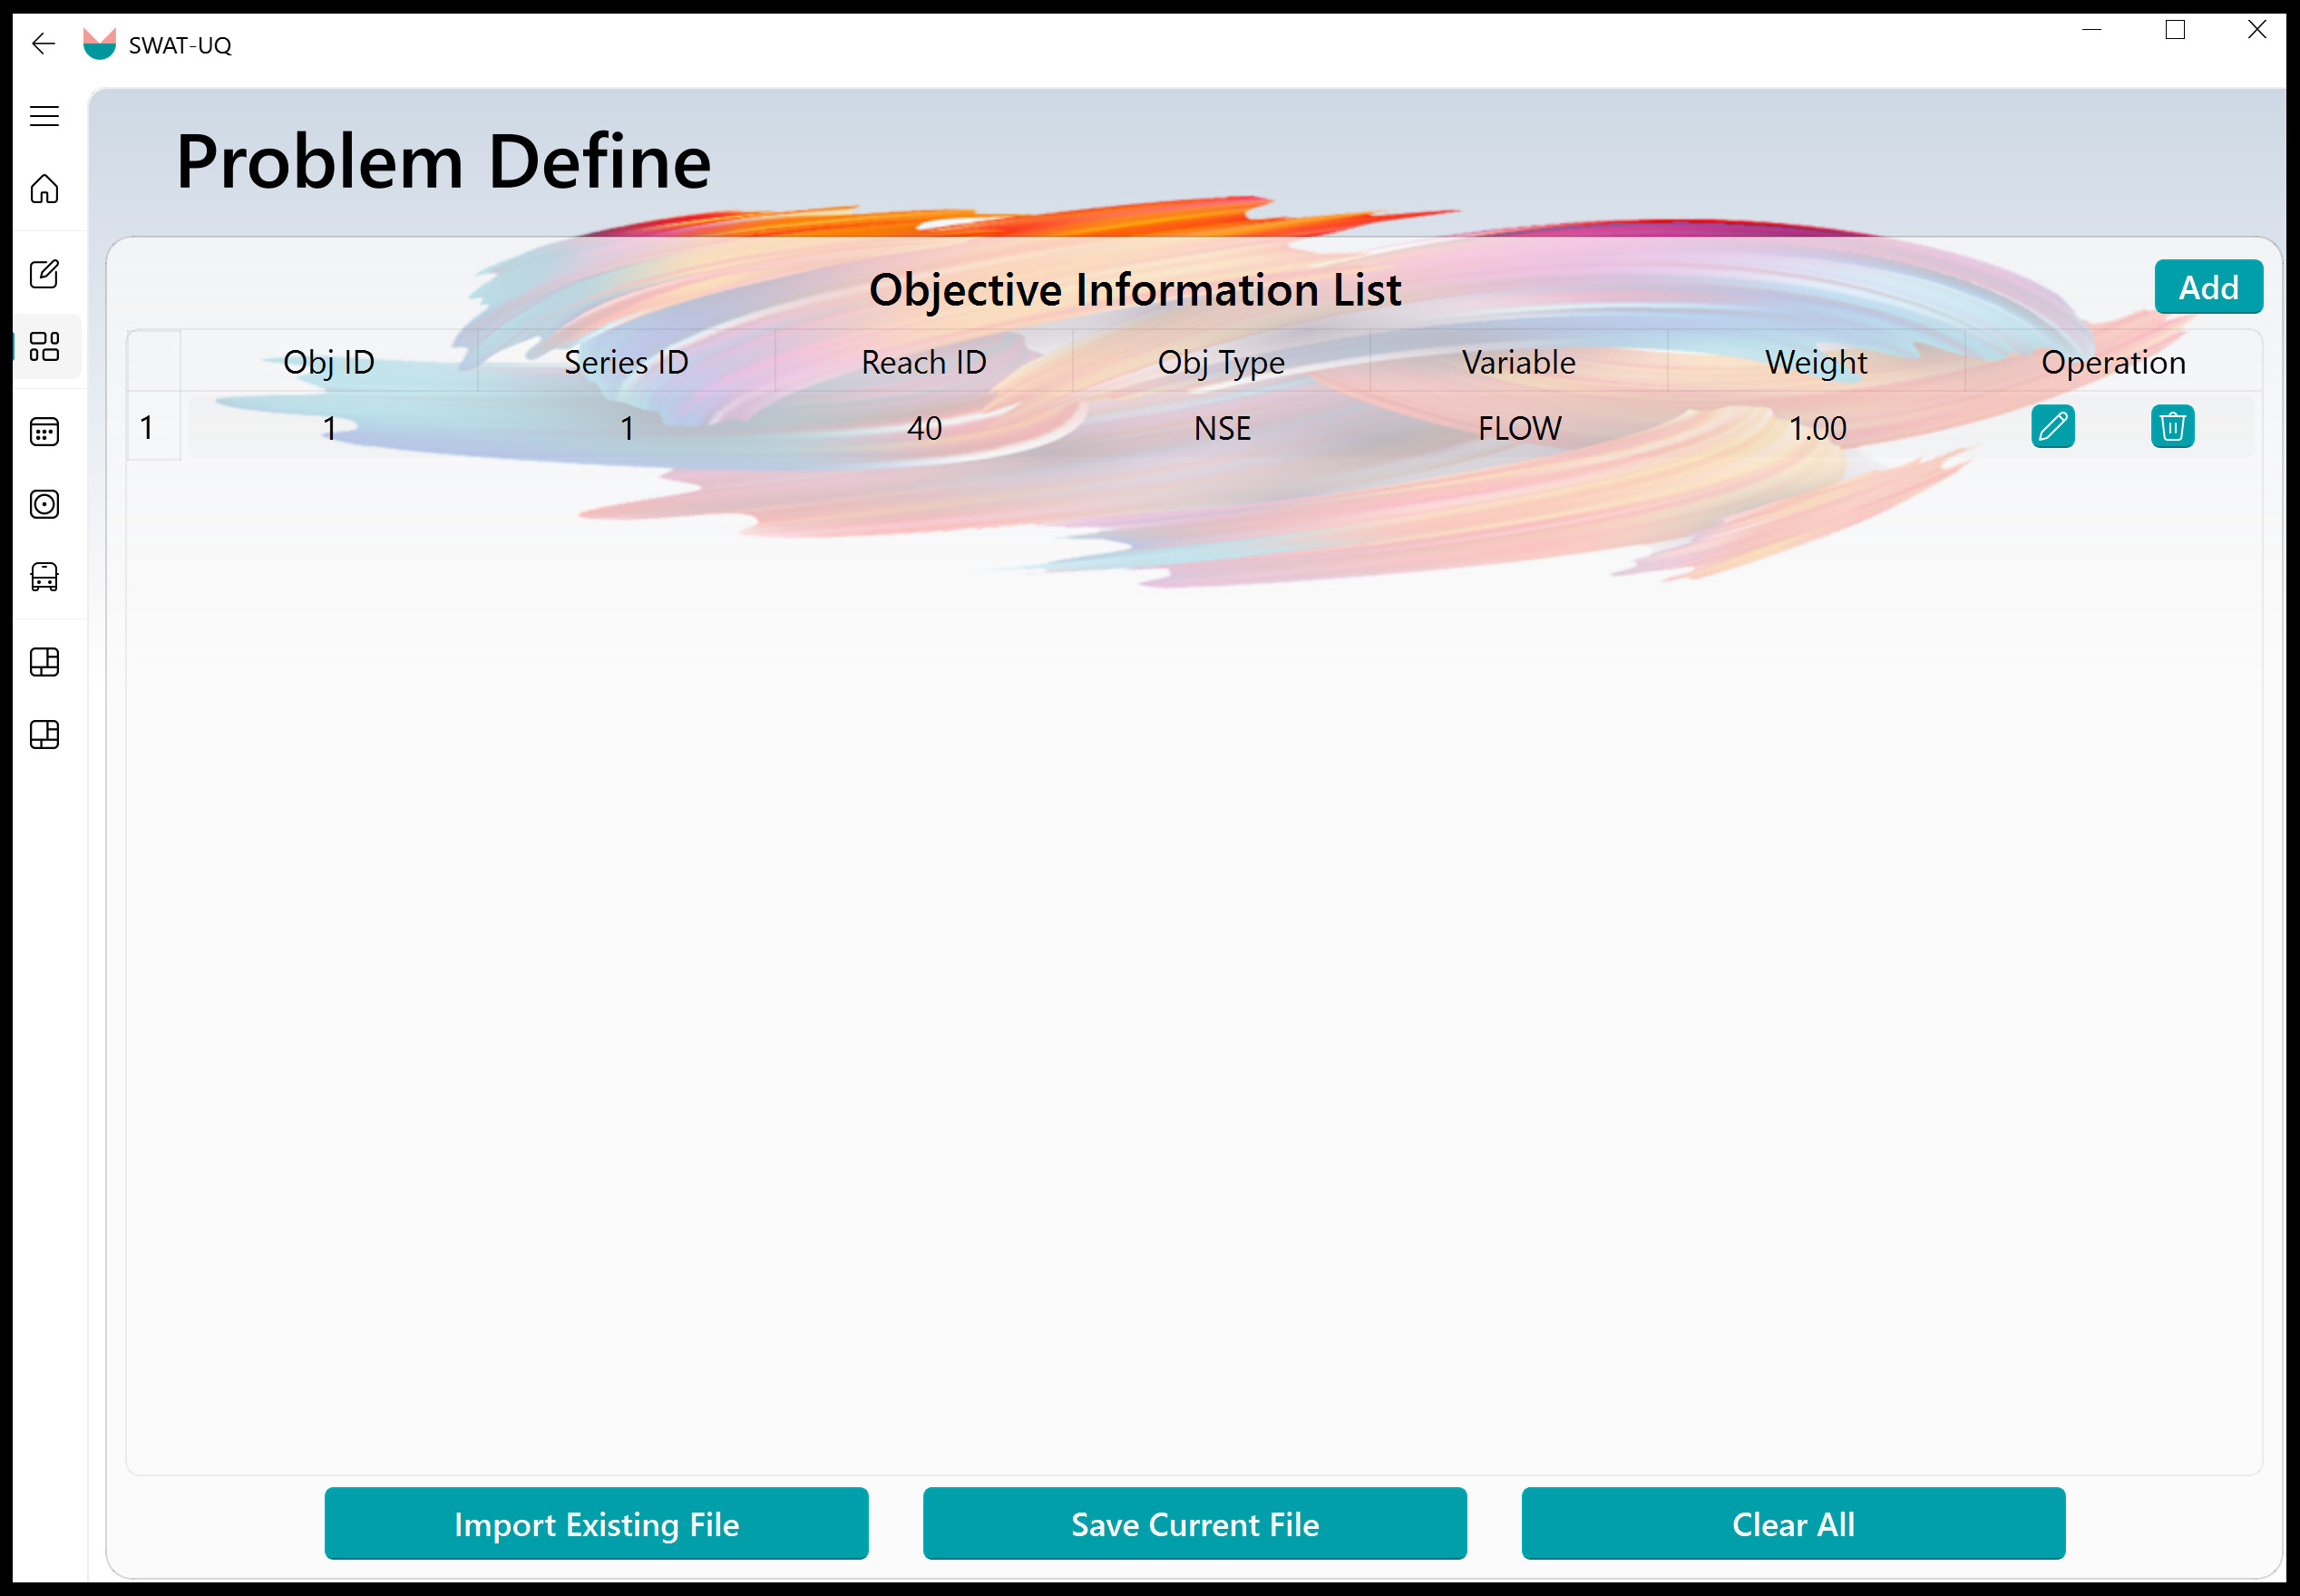 SWAT-UQ
Problem Define
Objective Information List
Add
Obj ID Series ID Reach ID Obj Type Variable Weight Operation
1 1 1 40 NSE FLOW 1.00
Import Existing File Save Current File Clear All